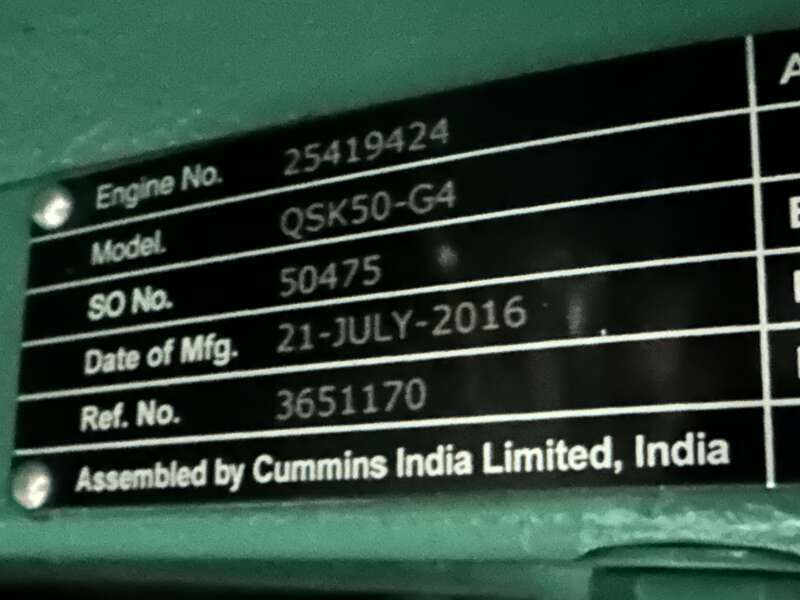 Engine No. 25419424
Model. QSK50-G4
SO No. 50475
Date of Mfg. 21-JULY-2016
Ref. No. 3651170
Assembled by Cummins India Limited, India